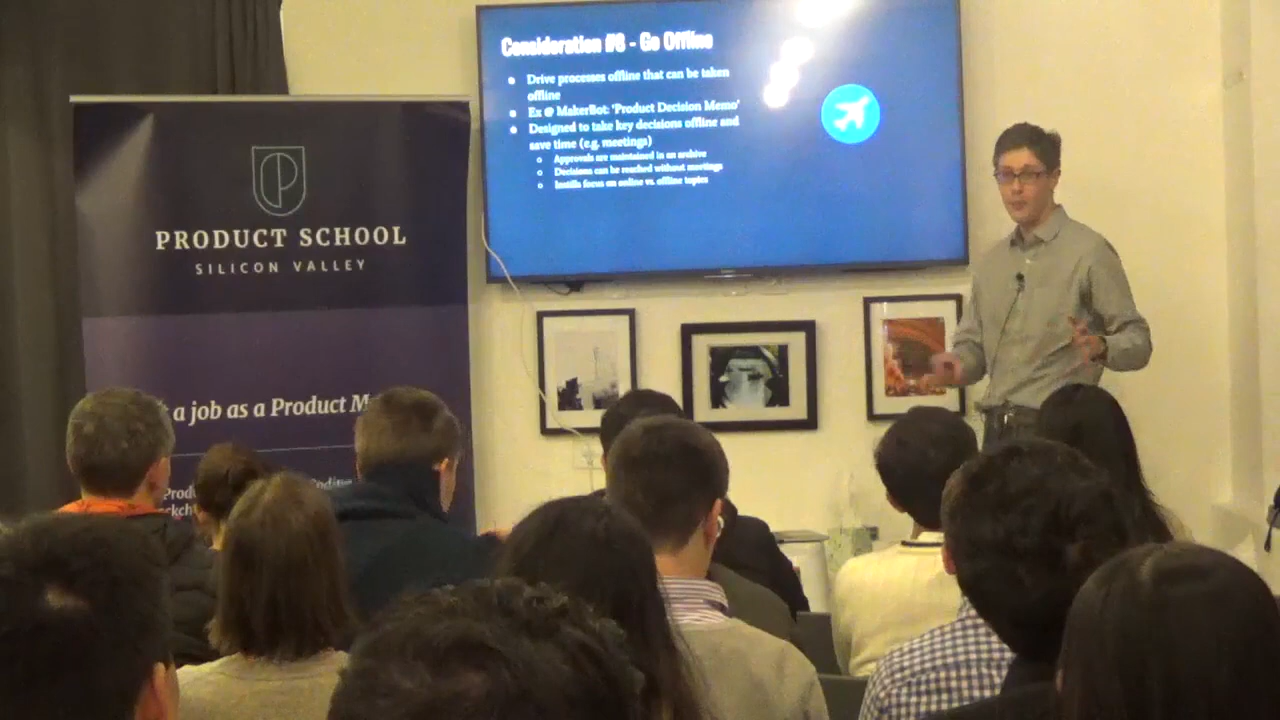 Consideration #8 - Go Offline
Drive processes offline that can be taken
offline
Ex @ MakerBot: 'Product Decision Memo'
Designed to take key decisions offline and
save time (e.g. meetings)
Approvals are maintained in an archive
Decisions can be reached without meetings
Instills focus on online vs. offline topics
PRODUCT SCHOOL
SILICON VALLEY
a job as a Product
Coding